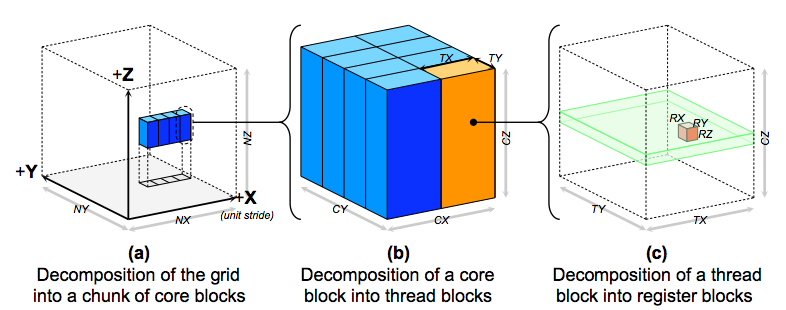 +Z
+Y
+X
(unit stride)
NY
NX
NZ
TX
TY
CZ
CY
CX
RX
RY
RZ
CZ
TY
TX
(a)
Decomposition of the grid
into a chunk of core blocks
(b)
Decomposition of a core
block into thread blocks
(c)
Decomposition of a thread
block into register blocks